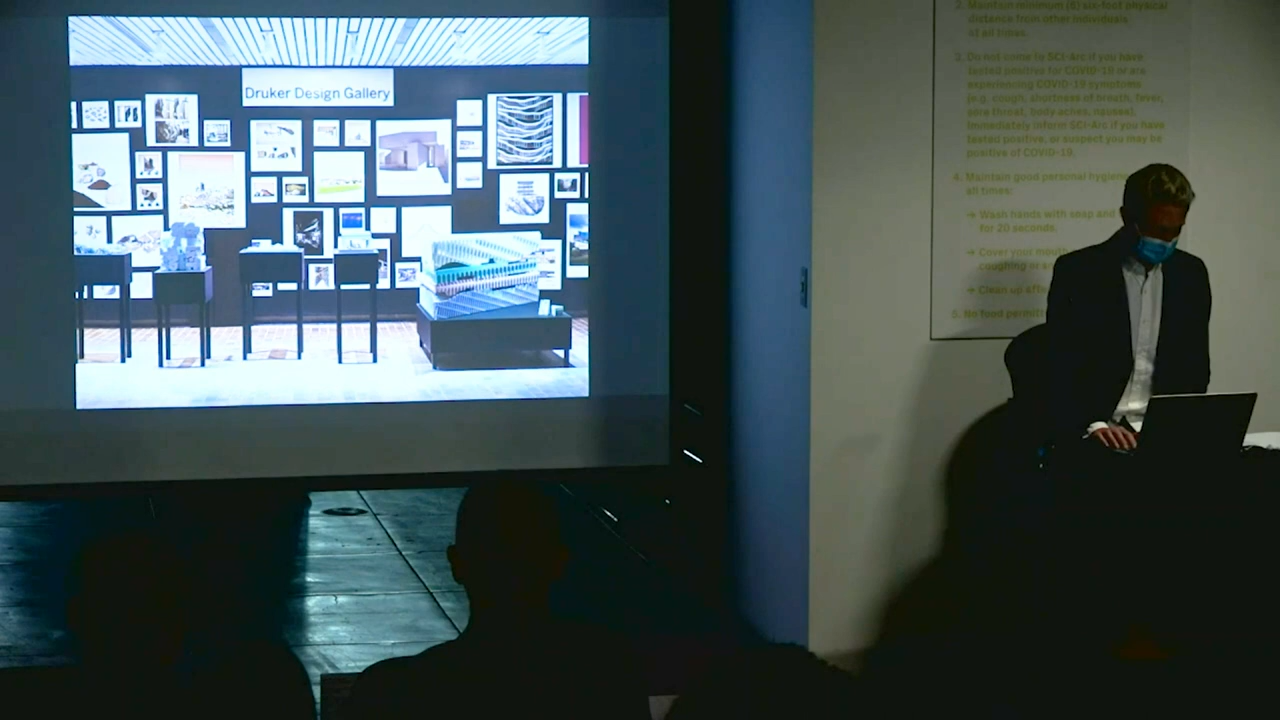 Druker Design Gallery
2. Maintain minimum (6) six-foot physical
distance from other individuals
at all times.
3. Do not come to SCI-Arc if you have
tested positive for COVID-19 or are
experiencing COVID-19 symptoms
(e.g. cough, shortness of breath, fever,
sore throat, body aches, nausea).
Immediately inform SCI-Arc if you have
tested positive, or suspect you may be
positive of COVID-19.
4. Maintain good personal hygiene
all times:
→ Wash hands with soap and
for 20 seconds.
→ Cover your mouth
coughing or
→ Clean up
5. No food